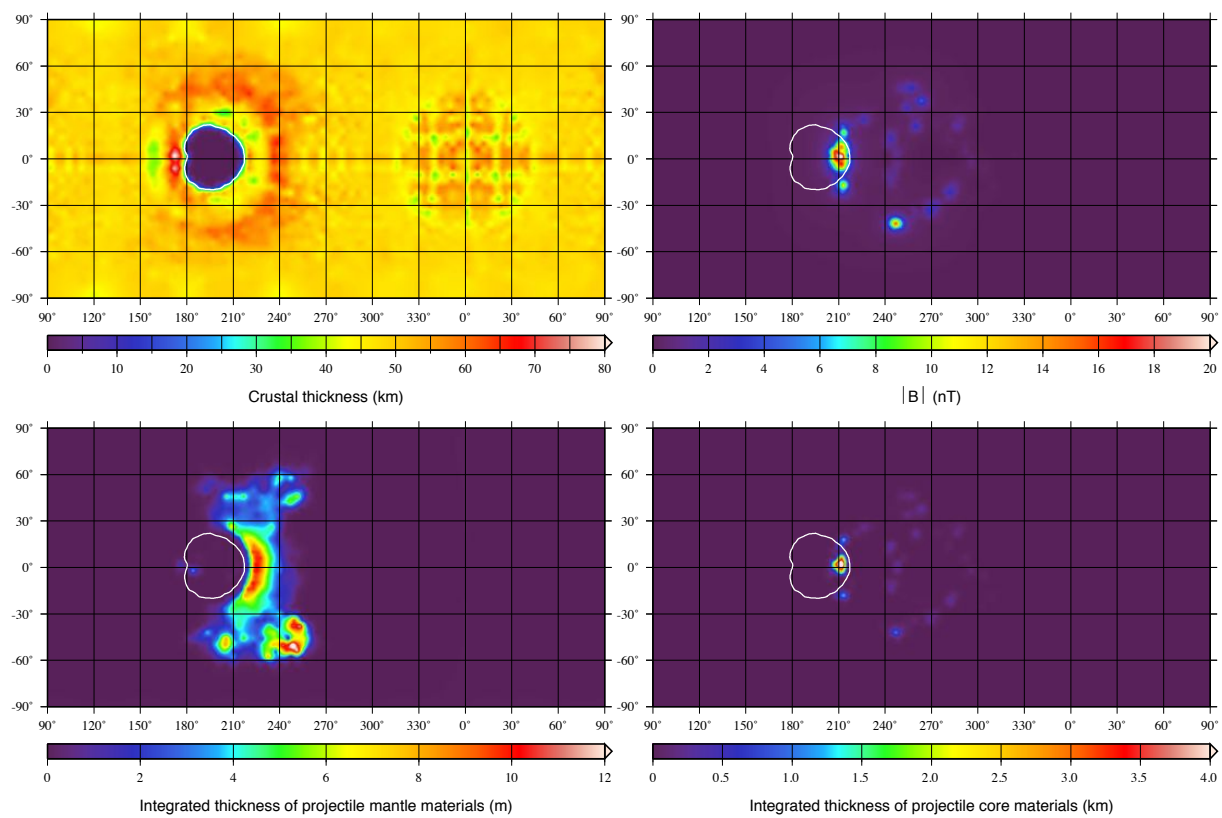 90˚ 90˚
60˚ 60˚
30˚ 30˚
0˚ 0˚
-30˚ -30˚
-60˚ -60˚
-90˚ -90˚
90˚ 120˚ 150˚ 180˚ 210˚ 240˚ 270˚ 300˚ 330˚ 0˚ 30˚ 60˚ 90˚ 90˚ 120˚ 150˚ 180˚ 210˚ 240˚ 270˚ 300˚ 330˚ 0˚ 30˚ 60˚ 90˚
0 10 20 30 40 50 60 70 80 0 2 4 6 8 10 12 14 16 18 20
Crustal thickness (km) |B| (nT)
90˚ 90˚
60˚ 60˚
30˚ 30˚
0˚ 0˚
-30˚ -30˚
-60˚ -60˚
-90˚ -90˚
90˚ 120˚ 150˚ 180˚ 210˚ 240˚ 270˚ 300˚ 330˚ 0˚ 30˚ 60˚ 90˚ 90˚ 120˚ 150˚ 180˚ 210˚ 240˚ 270˚ 300˚ 330˚ 0˚ 30˚ 60˚ 90˚
0 2 4 6 8 10 12 0 0.5 1.0 1.5 2.0 2.5 3.0 3.5 4.0
Integrated thickness of projectile mantle materials (m) Integrated thickness of projectile core materials (km)